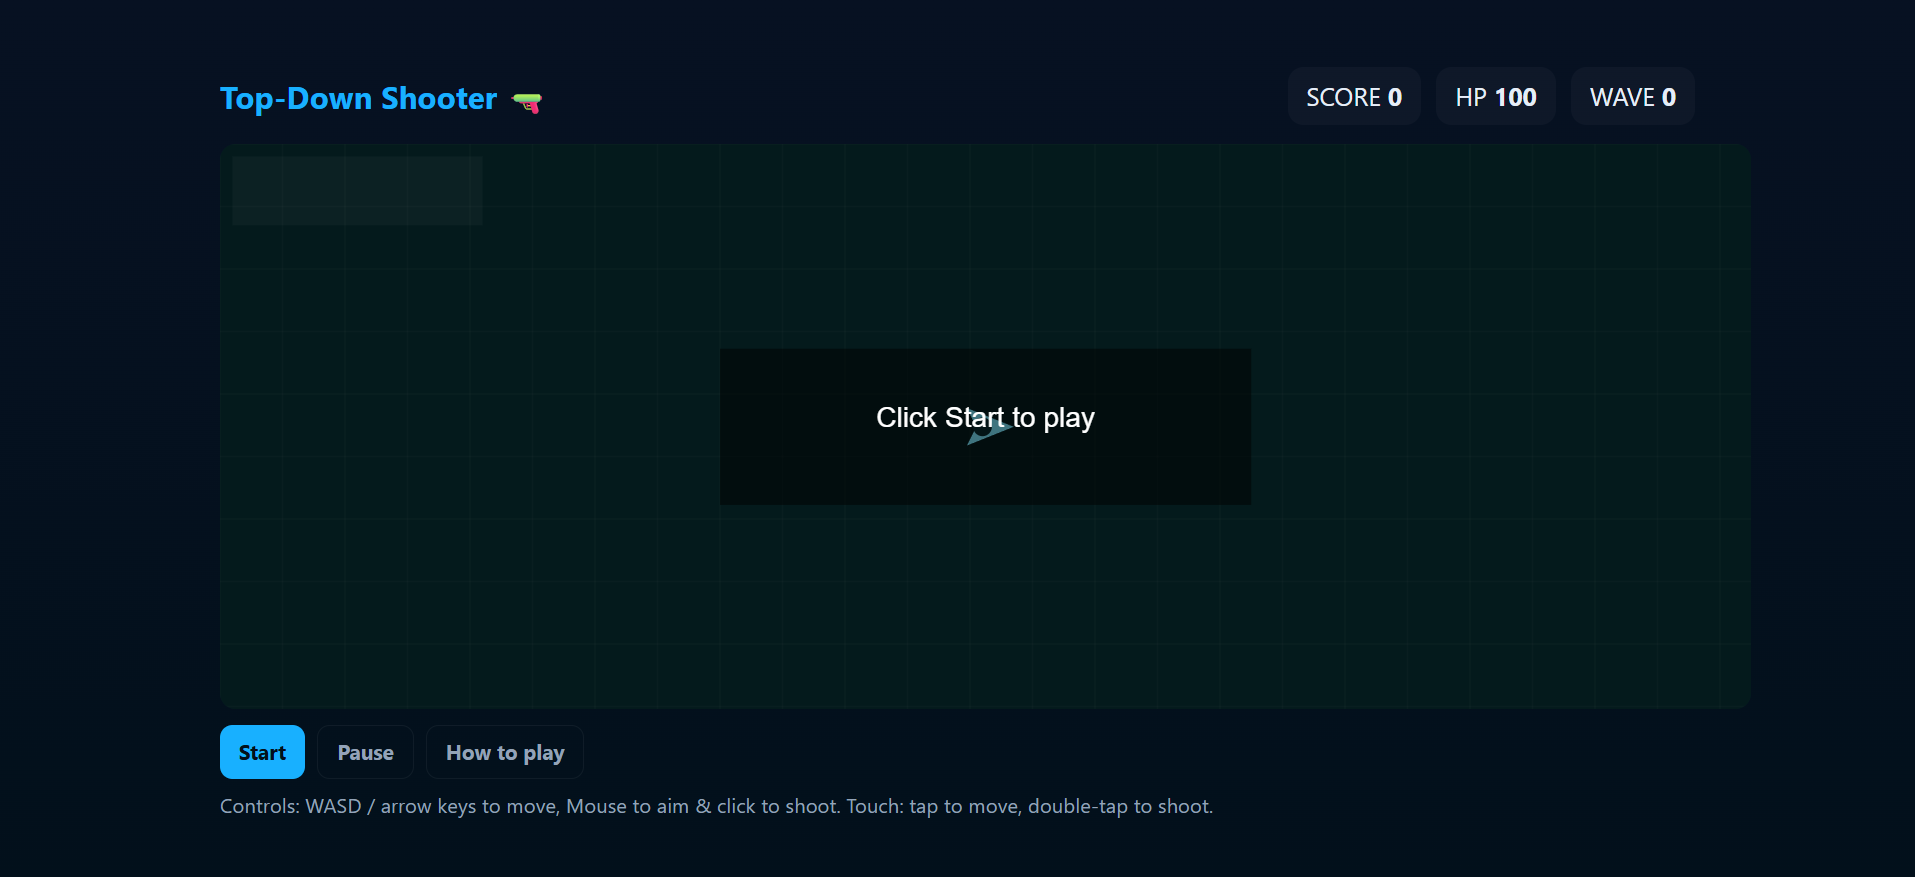 Top-Down Shooter
SCORE 0
HP 100
WAVE 0
Click Start to play
Start
Pause
How to play
Controls: WASD / arrow keys to move, Mouse to aim & click to shoot. Touch: tap to move, double-tap to shoot.